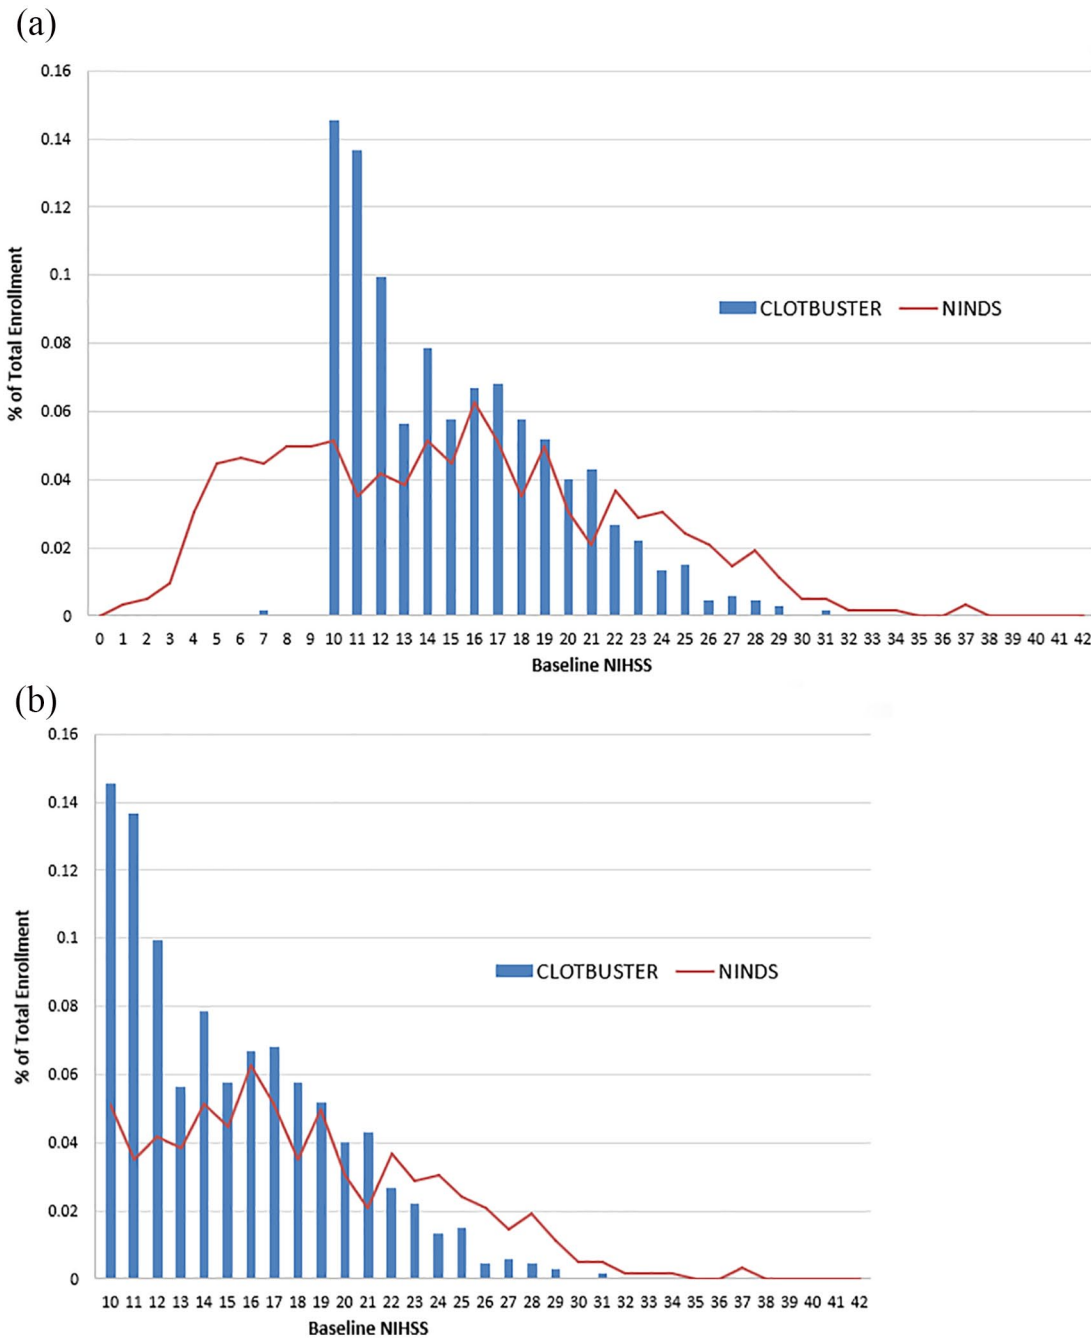 (a)
0.16
0.14
0.12
0.1
0.08
0.06
0.04
0.02
0
% of Total Enrollment
CLOTBUSTER NINDS
0 1 2 3 4 5 6 7 8 9 10 11 12 13 14 15 16 17 18 19 20 21 22 23 24 25 26 27 28 29 30 31 32 33 34 35 36 37 38 39 40 41 42
Baseline NIHSS
(b)
0.16
0.14
0.12
0.1
0.08
0.06
0.04
0.02
0
% of Total Enrollment
CLOTBUSTER NINDS
10 11 12 13 14 15 16 17 18 19 20 21 22 23 24 25 26 27 28 29 30 31 32 33 34 35 36 37 38 39 40 41 42
Baseline NIHSS